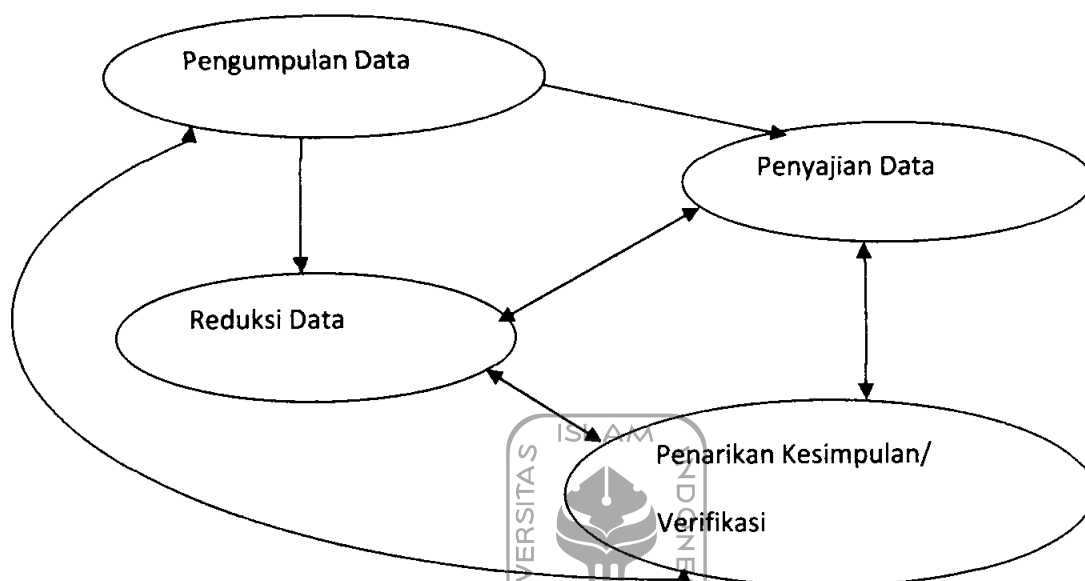 Pengumpulan Data
Penyajian Data
Reduksi Data
Penarikan Kesimpulan/
Verifikasi
ISLAM